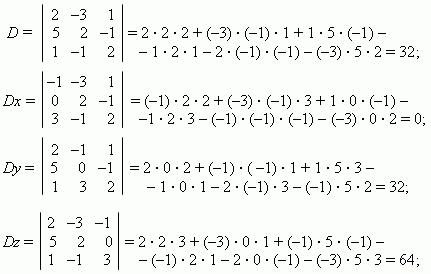 D = | 2 −3 1 |
| 5 2 −1 | = 2·2·2+(−3)·(−1)·1+1·5·(−1)−
| 1 −1 2 | −1·2·1−2·(−1)·(−1)−(−3)·5·2=32;
Dx = | −1 −3 1 |
| 0 2 −1 | =(−1)·2·2+(−3)·(−1)·3+1·0·(−1)−
| 3 −1 2 | −1·2·3−(−1)·(−1)·(−1)−(−3)·0·2=0;
Dy = | 2 −1 1 |
| 5 0 −1 | =2·0·2+(−1)·(−1)·1+1·5·3−
| 1 3 2 | −1·0·1−2·(−1)·3−(−1)·5·2=32;
Dz = | 2 −3 −1 |
| 5 2 0 | =2·2·3+(−3)·0·1+(−1)·5·(−1)−
| 1 −1 3 | −(−1)·2·1−2·0·(−1)−(−3)·5·3=64;